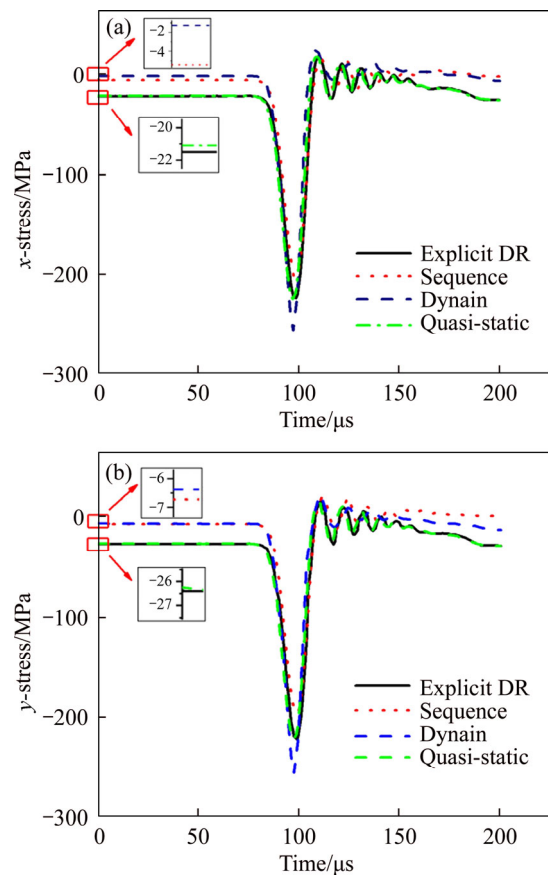 (a)
−2
−4
0
−20
−22
−100
−200
−300
x-stress/MPa
Explicit DR
Sequence
Dynain
Quasi-static
0 50 100 150 200
Time/μs
(b)
−6
−7
0
−26
−27
−100
−200
−300
y-stress/MPa
Explicit DR
Sequence
Dynain
Quasi-static
0 50 100 150 200
Time/μs